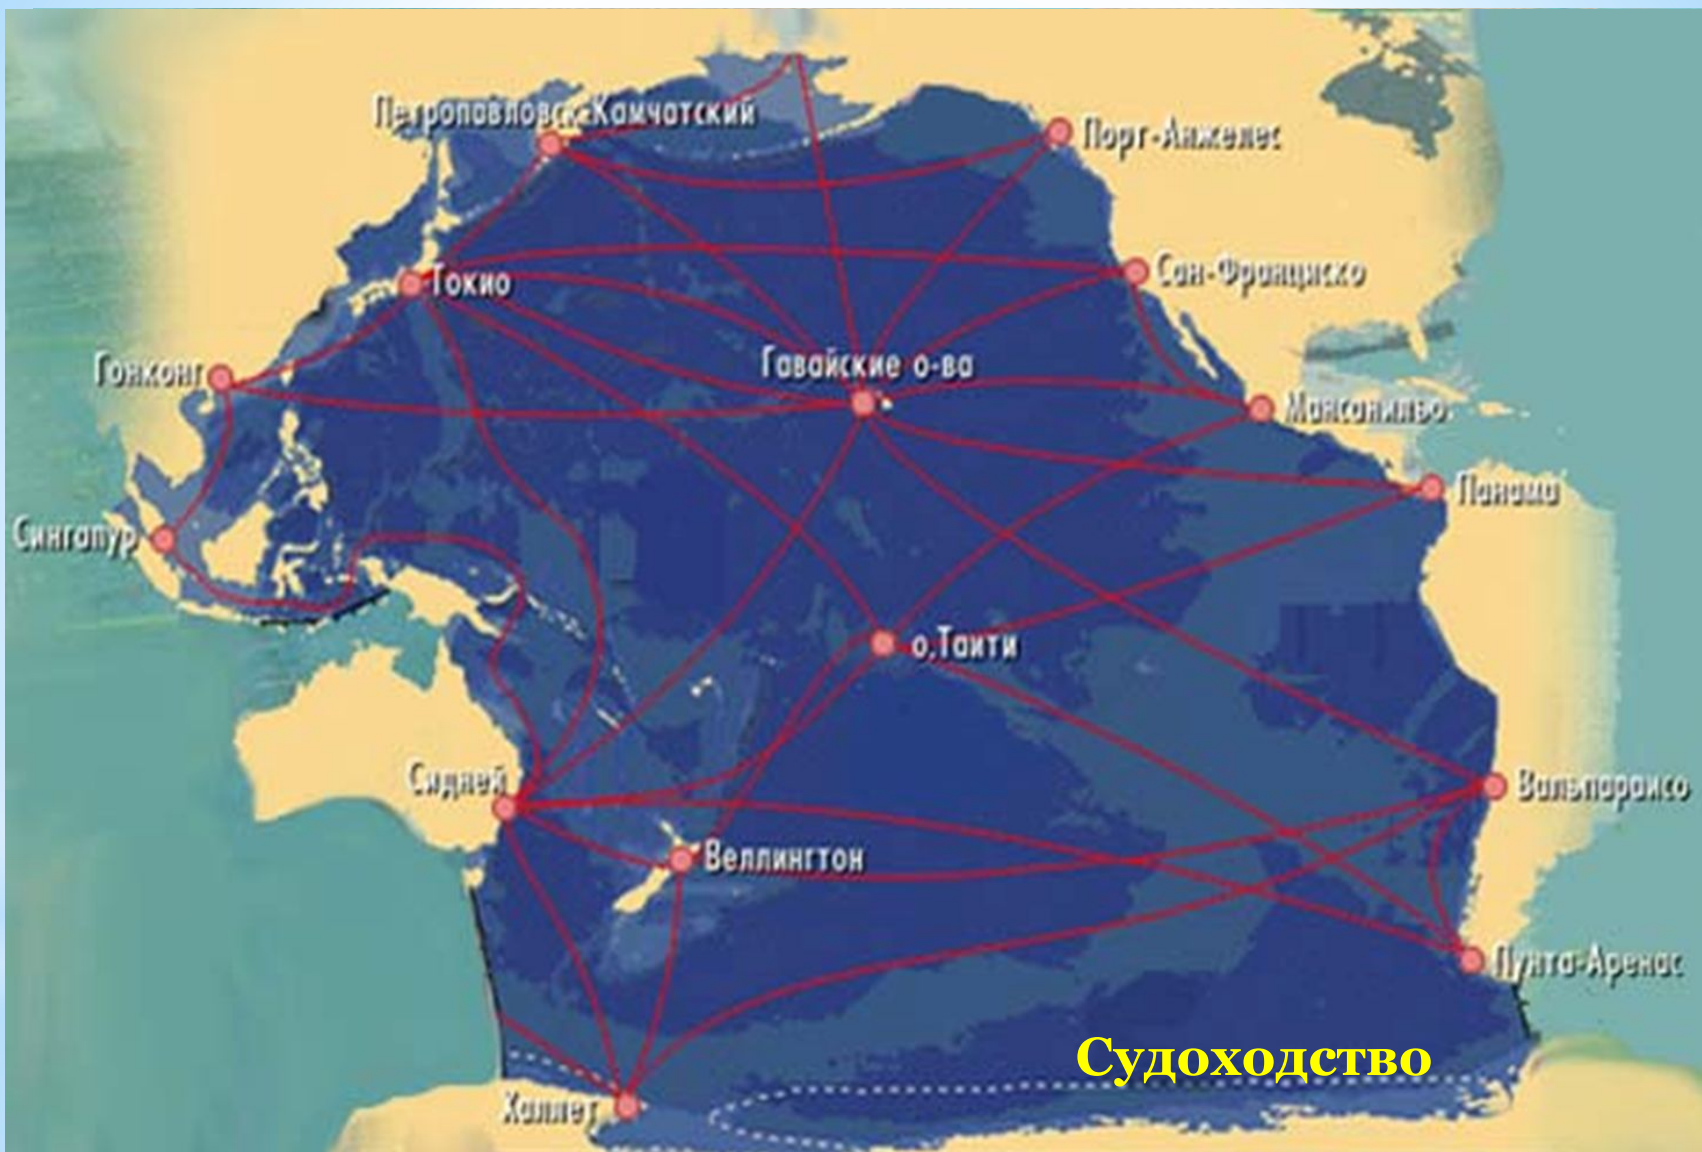 Петропавловск-Камчатский
Порт-Анжелес
Сан-Франциско
Токио
Гавайские о-ва
Гонконг
Мансанильо
Панама
Сингапур
о.Таити
Сидней
Вальпараисо
Веллингтон
Пунта-Аренас
Судоходство
Халлет